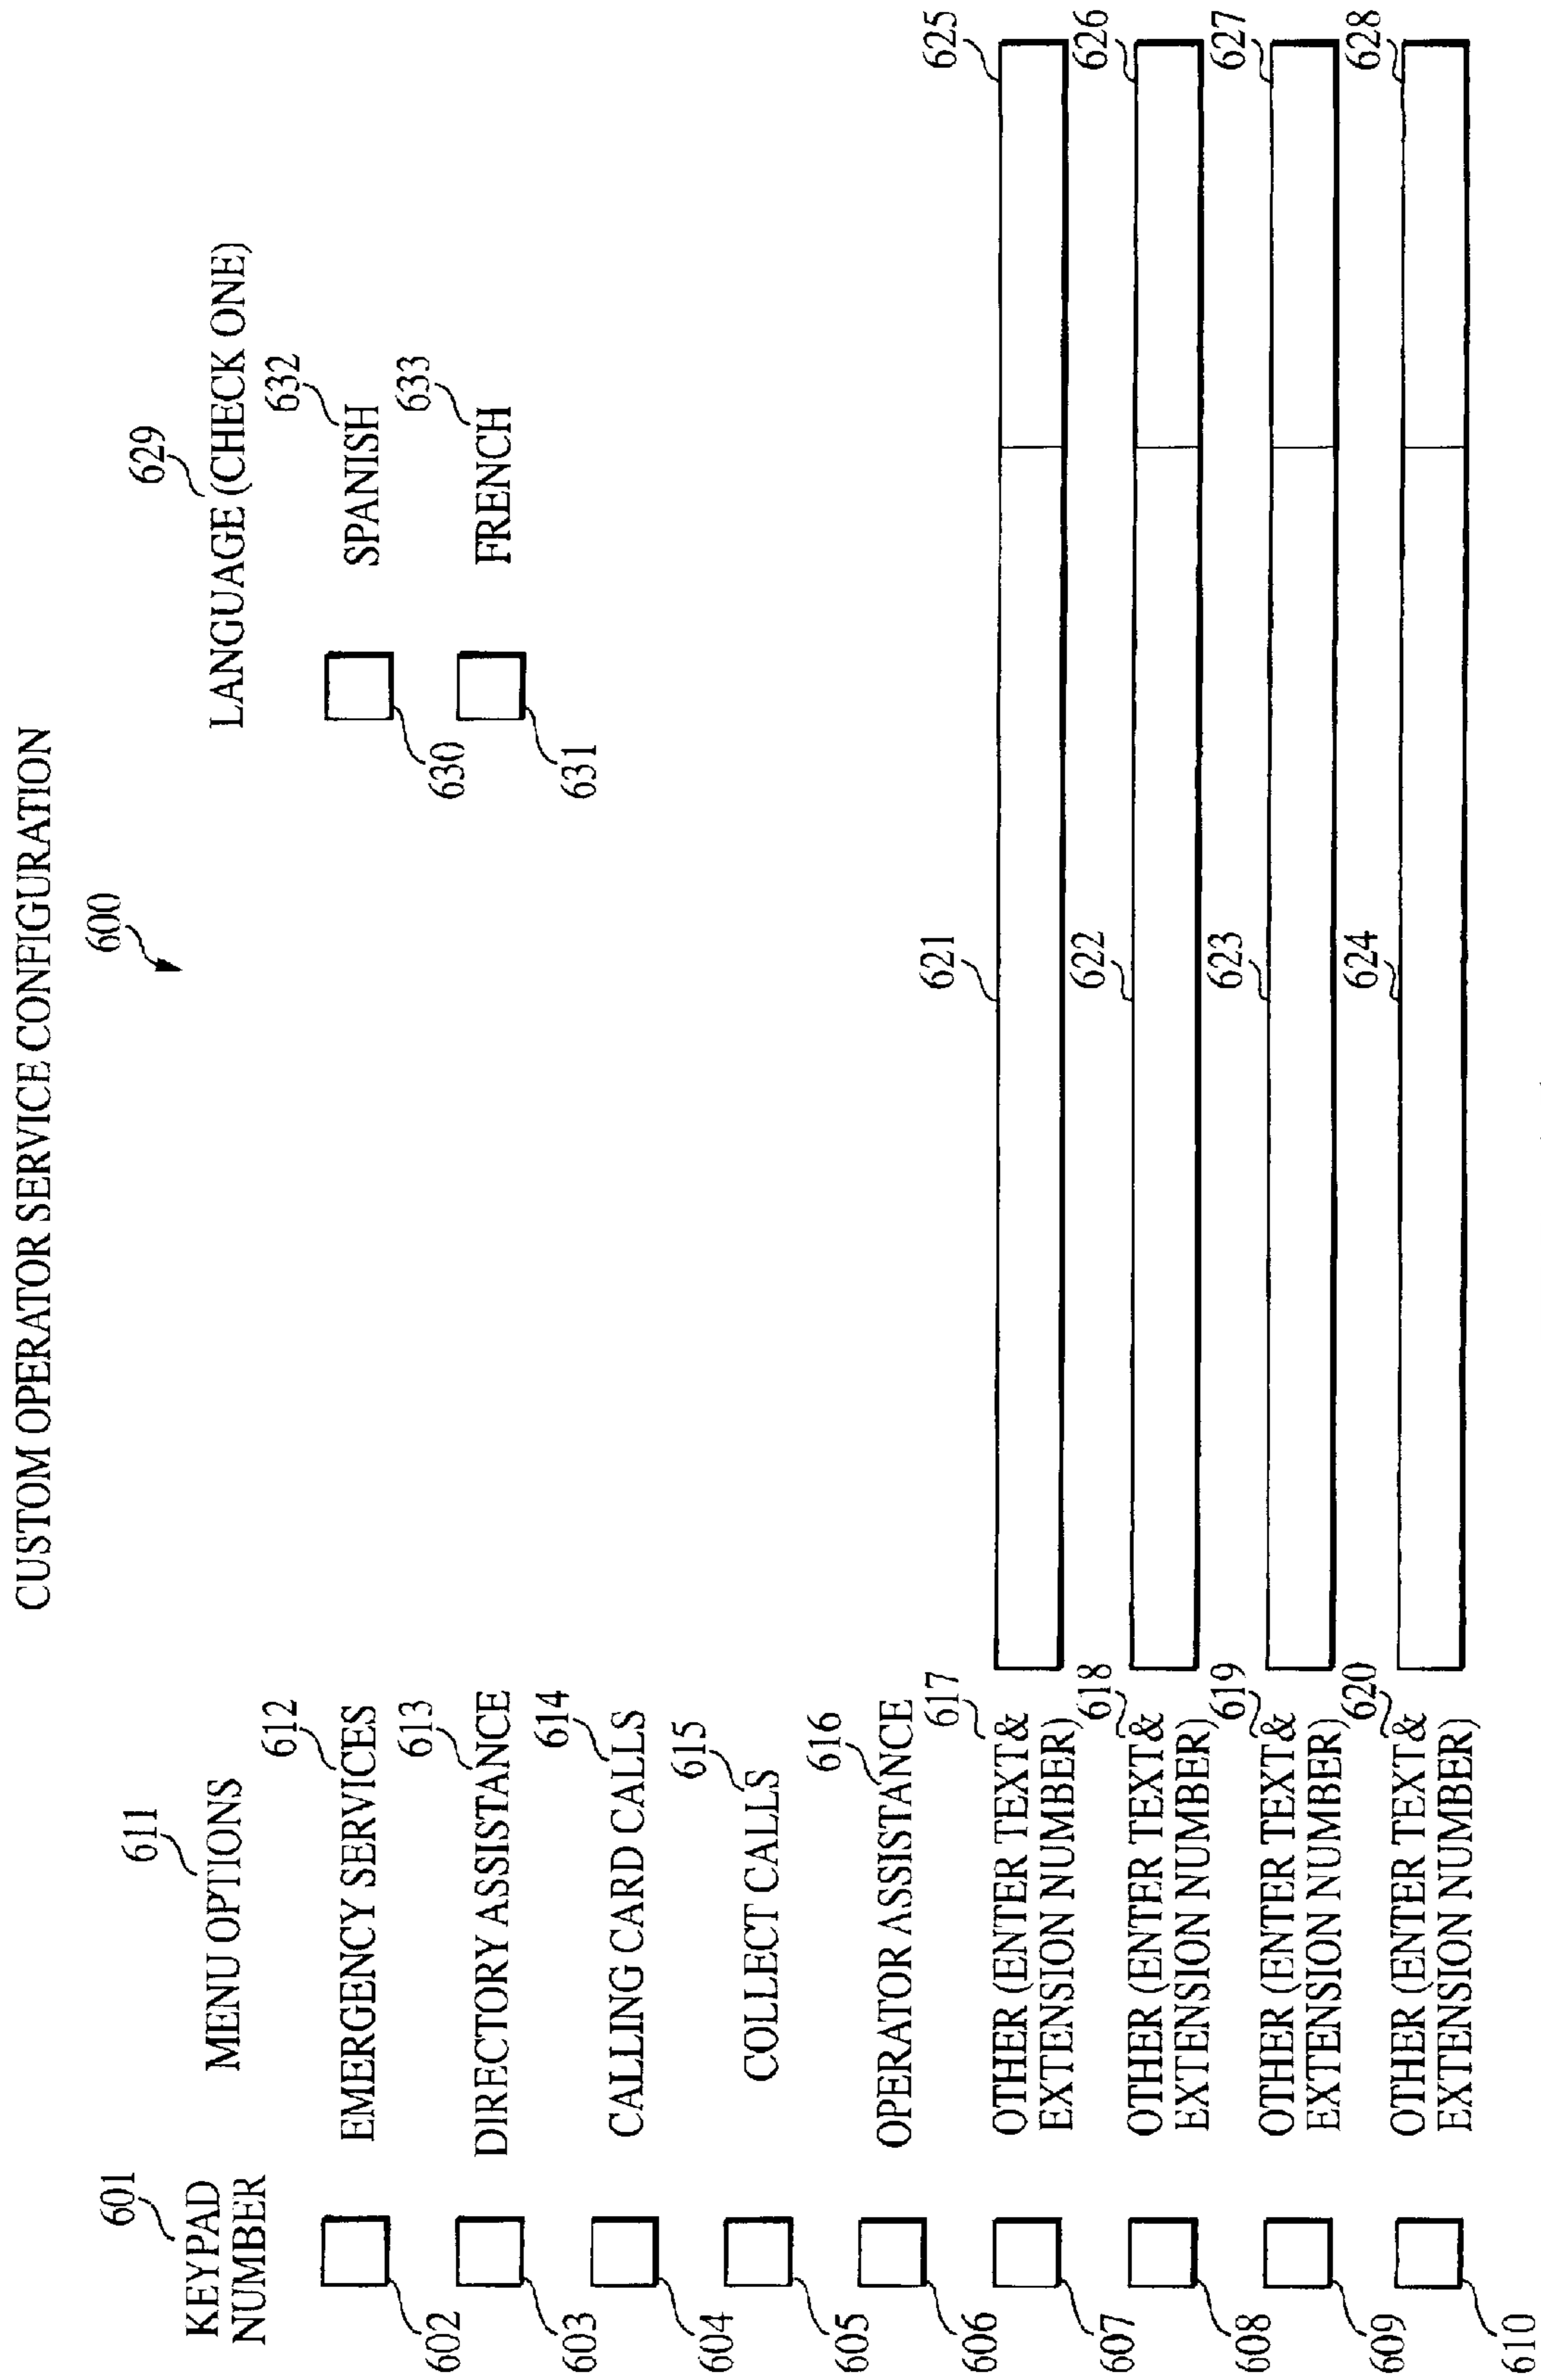 CUSTOM OPERATOR SERVICE CONFIGURATION
600
601
KEYPAD
NUMBER
611
MENU OPTIONS
629
LANGUAGE (CHECK ONE)
602
612
EMERGENCY SERVICES
630
632
SPANISH
603
613
DIRECTORY ASSISTANCE
631
633
FRENCH
604
614
CALLING CARD CALLS
605
615
COLLECT CALLS
606
616
OPERATOR ASSISTANCE
607
617
OTHER (ENTER TEXT&
EXTENSION NUMBER)
621
625
608
618
OTHER (ENTER TEXT&
EXTENSION NUMBER)
622
626
609
619
OTHER (ENTER TEXT&
EXTENSION NUMBER)
623
627
610
620
OTHER (ENTER TEXT&
EXTENSION NUMBER)
624
628